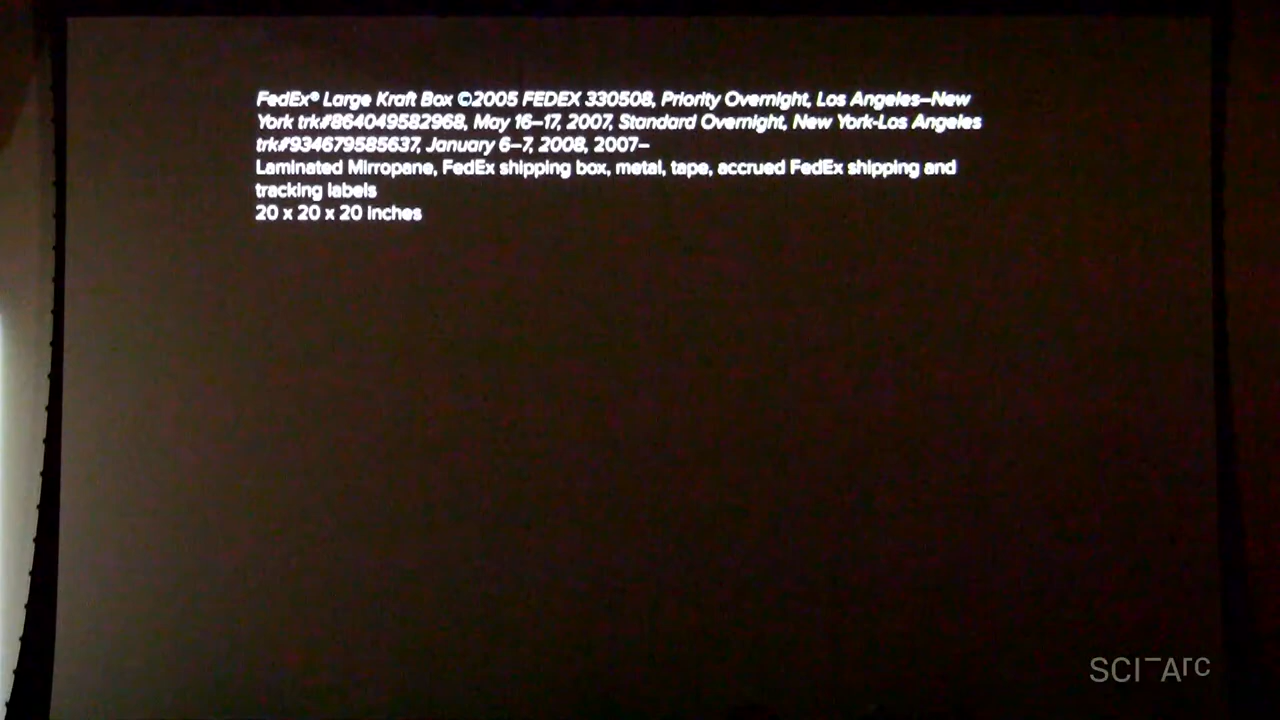 FedEx® Large Kraft Box ©2005 FEDEX 330508, Priority Overnight, Los Angeles–New
York trk#864049582968, May 16–17, 2007, Standard Overnight, New York-Los Angeles
trk#934679585637, January 6–7, 2008, 2007–
Laminated Mirropane, FedEx shipping box, metal, tape, accrued FedEx shipping and
tracking labels
20 x 20 x 20 inches
SCI-Arc